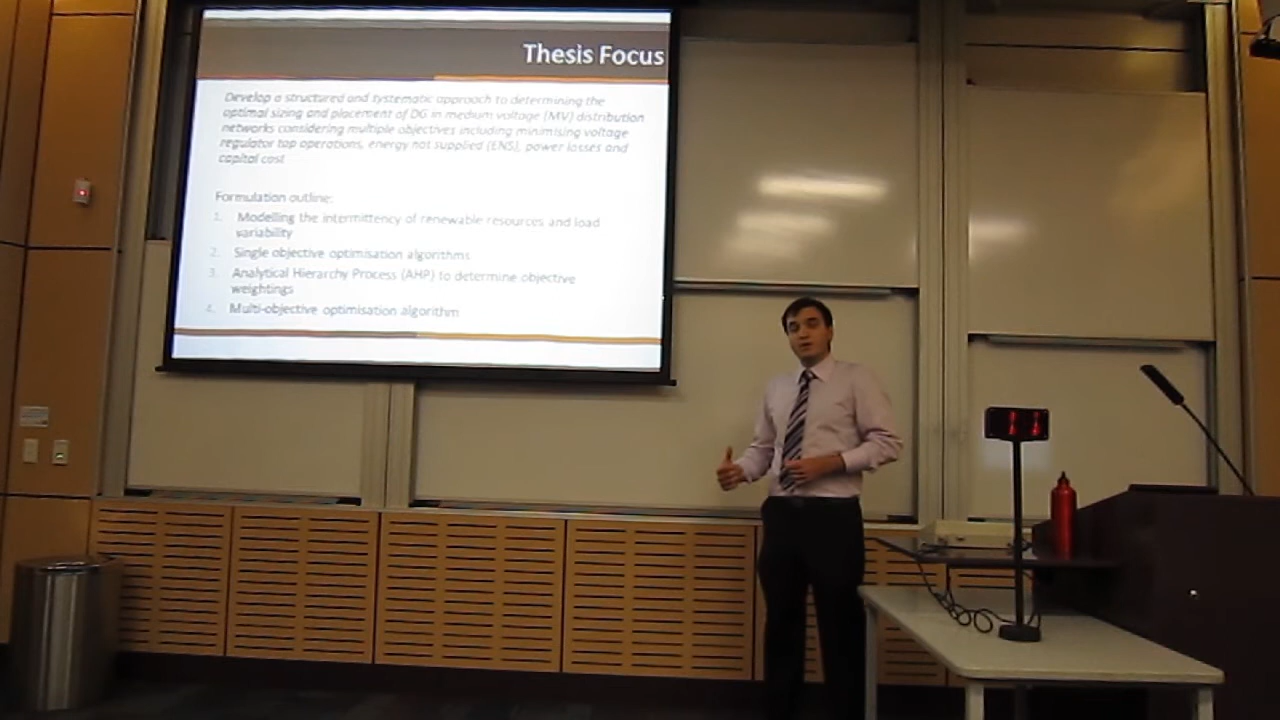 Thesis Focus
Develop a structured and systematic approach to determining the
optimal sizing and placement of DG in medium voltage (MV) distribution
networks considering multiple objectives including minimising voltage
regulator tap operations, energy not supplied (ENS), power losses and
capital cost
Formulation outline:
1. Modelling the intermittency of renewable resources and load
variability
2. Single objective optimisation algorithms
3. Analytical Hierarchy Process (AHP) to determine objective
weightings
4. Multi-objective optimisation algorithm